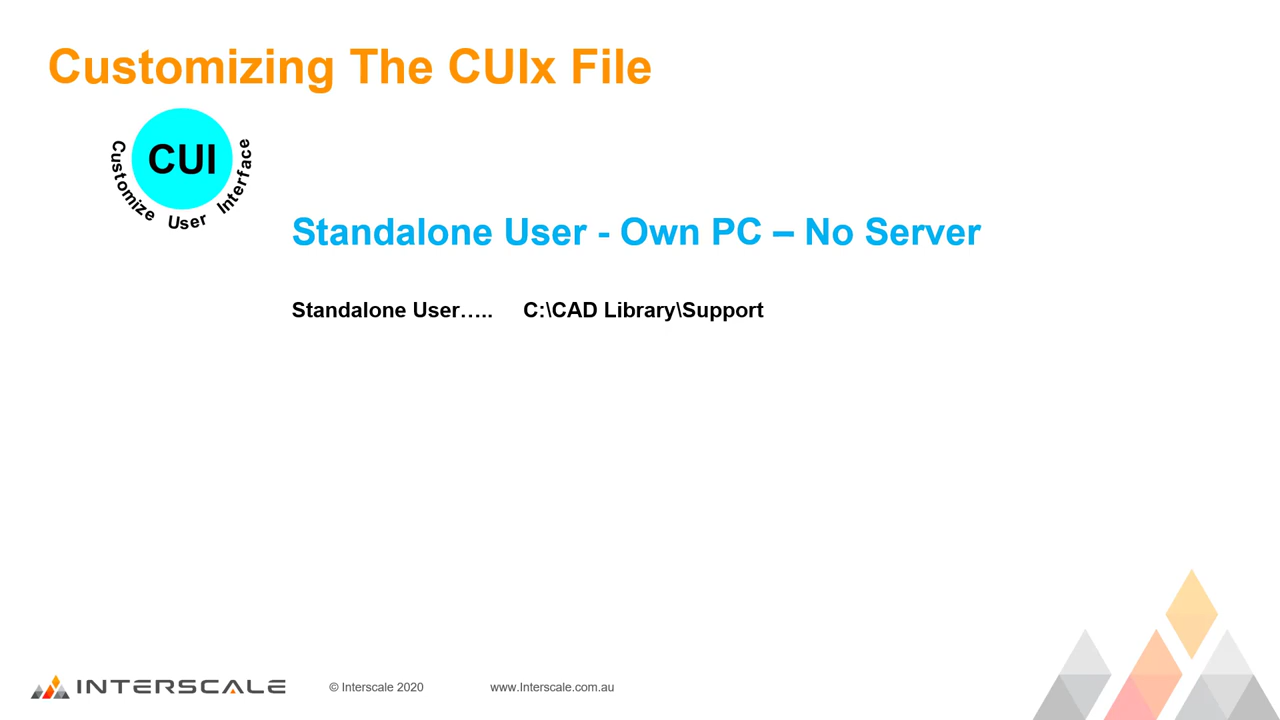 Customizing The CUIx File
CUI
Customize User Interface
Standalone User - Own PC – No Server
Standalone User….. C:\CAD Library\Support
INTERSCALE
© Interscale 2020
www.Interscale.com.au